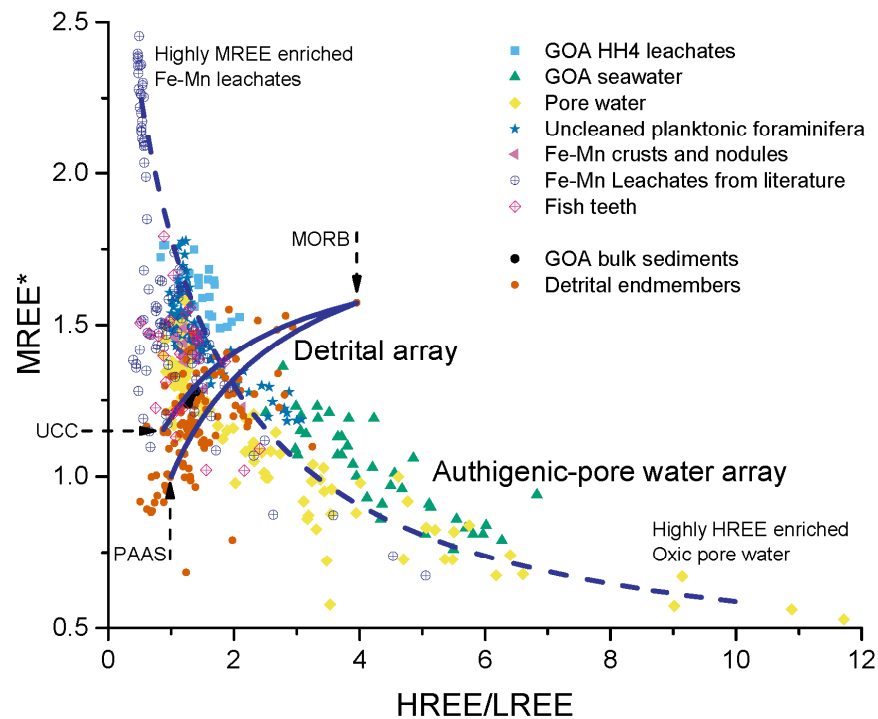 2.5
2.0
1.5
1.0
0.5
MREE*
0
2
4
6
8
10
12
HREE/LREE
Highly MREE enriched
Fe-Mn leachates
GOA HH4 leachates
GOA seawater
Pore water
Uncleaned planktonic foraminifera
Fe-Mn crusts and nodules
Fe-Mn Leachates from literature
Fish teeth
GOA bulk sediments
Detrital endmembers
MORB
Detrital array
UCC
PAAS
Authigenic-pore water array
Highly HREE enriched
Oxic pore water